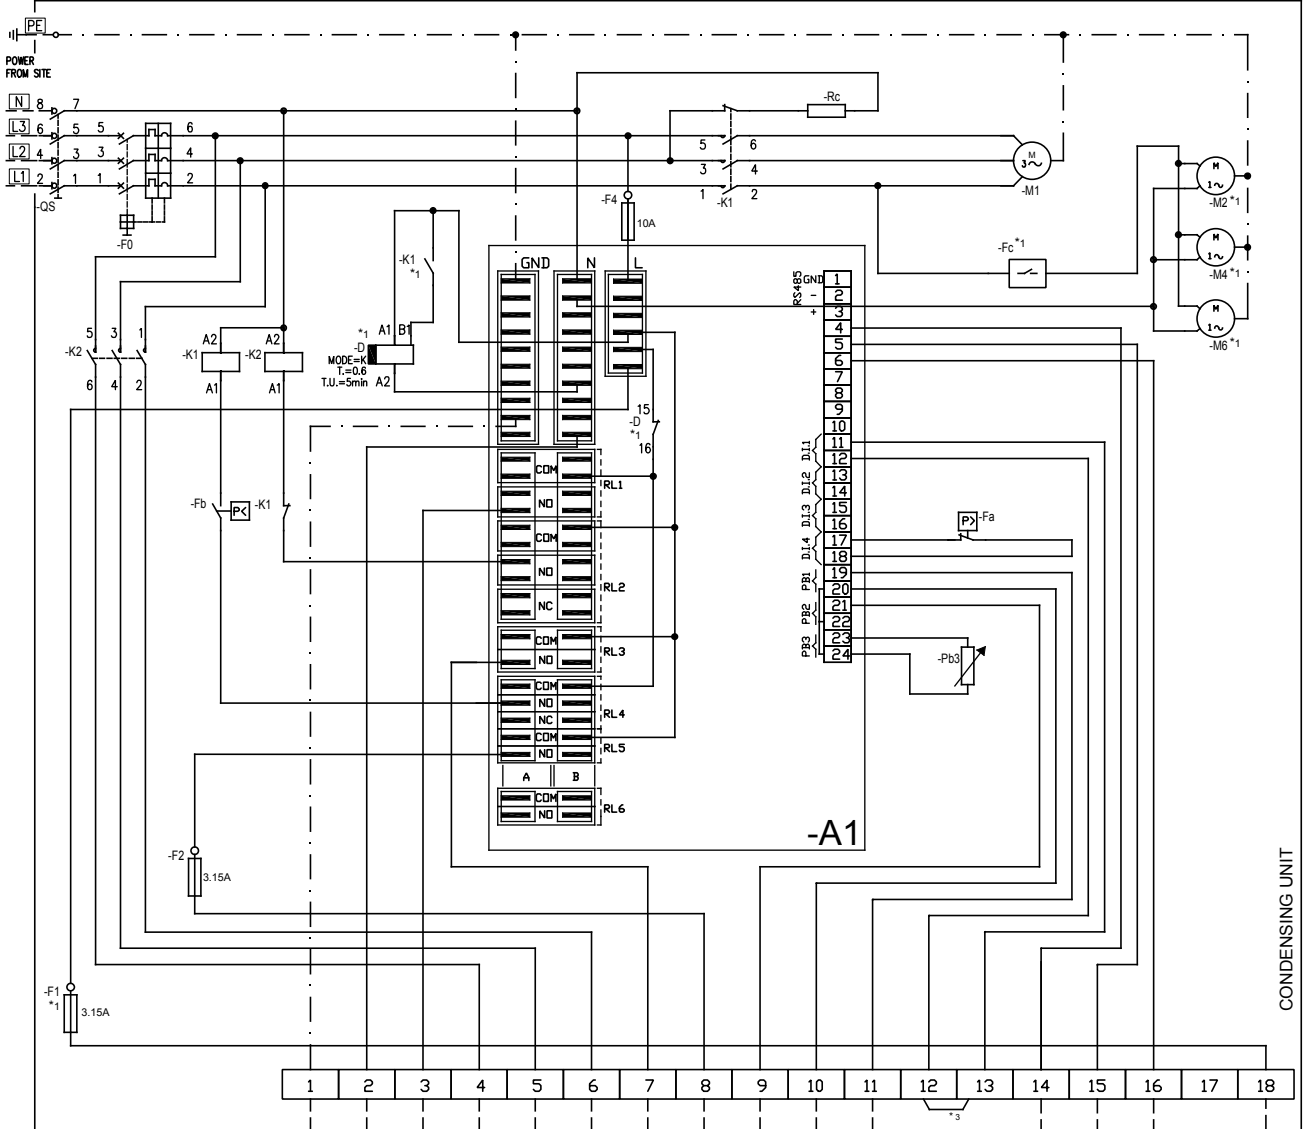 PE
POWER
FROM SITE
N 8 7
L3 6 5 5 6
L2 4 3 3 4
L1 2 1 1 2
-QS
-F0
-Rc
5 6
3 4
1 2
-K1
M
3~
-M1
M
1~
-M2 *1
M
1~
-M4 *1
M
1~
-M6 *1
-Fc *1
-F4
10A
-K1
*1
*1 A1 B1
-D
MODE=K
T.=0.6
T.U.=5min A2
5 3 1
-K2
6 4 2
A2 A2
-K1 -K2
A1 A1
GND N L
15
-D
*1
16
-Fb P< -K1
COM RL1
NO
COM
NO RL2
NC
COM RL3
NO
COM
NO RL4
NC
COM RL5
NO
A B
COM RL6
NO
-A1
RS485 GND
-
+
1
2
3
4
5
6
7
8
9
10
11
12
13
14
15
16
17
18
19
20
21
22
23
24
D.I.1
D.I.2
D.I.3
D.I.4
PB1
PB2
PB3
P> -Fa
-Pb3
-F2
3.15A
-F1
*1
3.15A
CONDENSING UNIT
1 2 3 4 5 6 7 8 9 10 11 12 13 14 15 16 17 18
*3